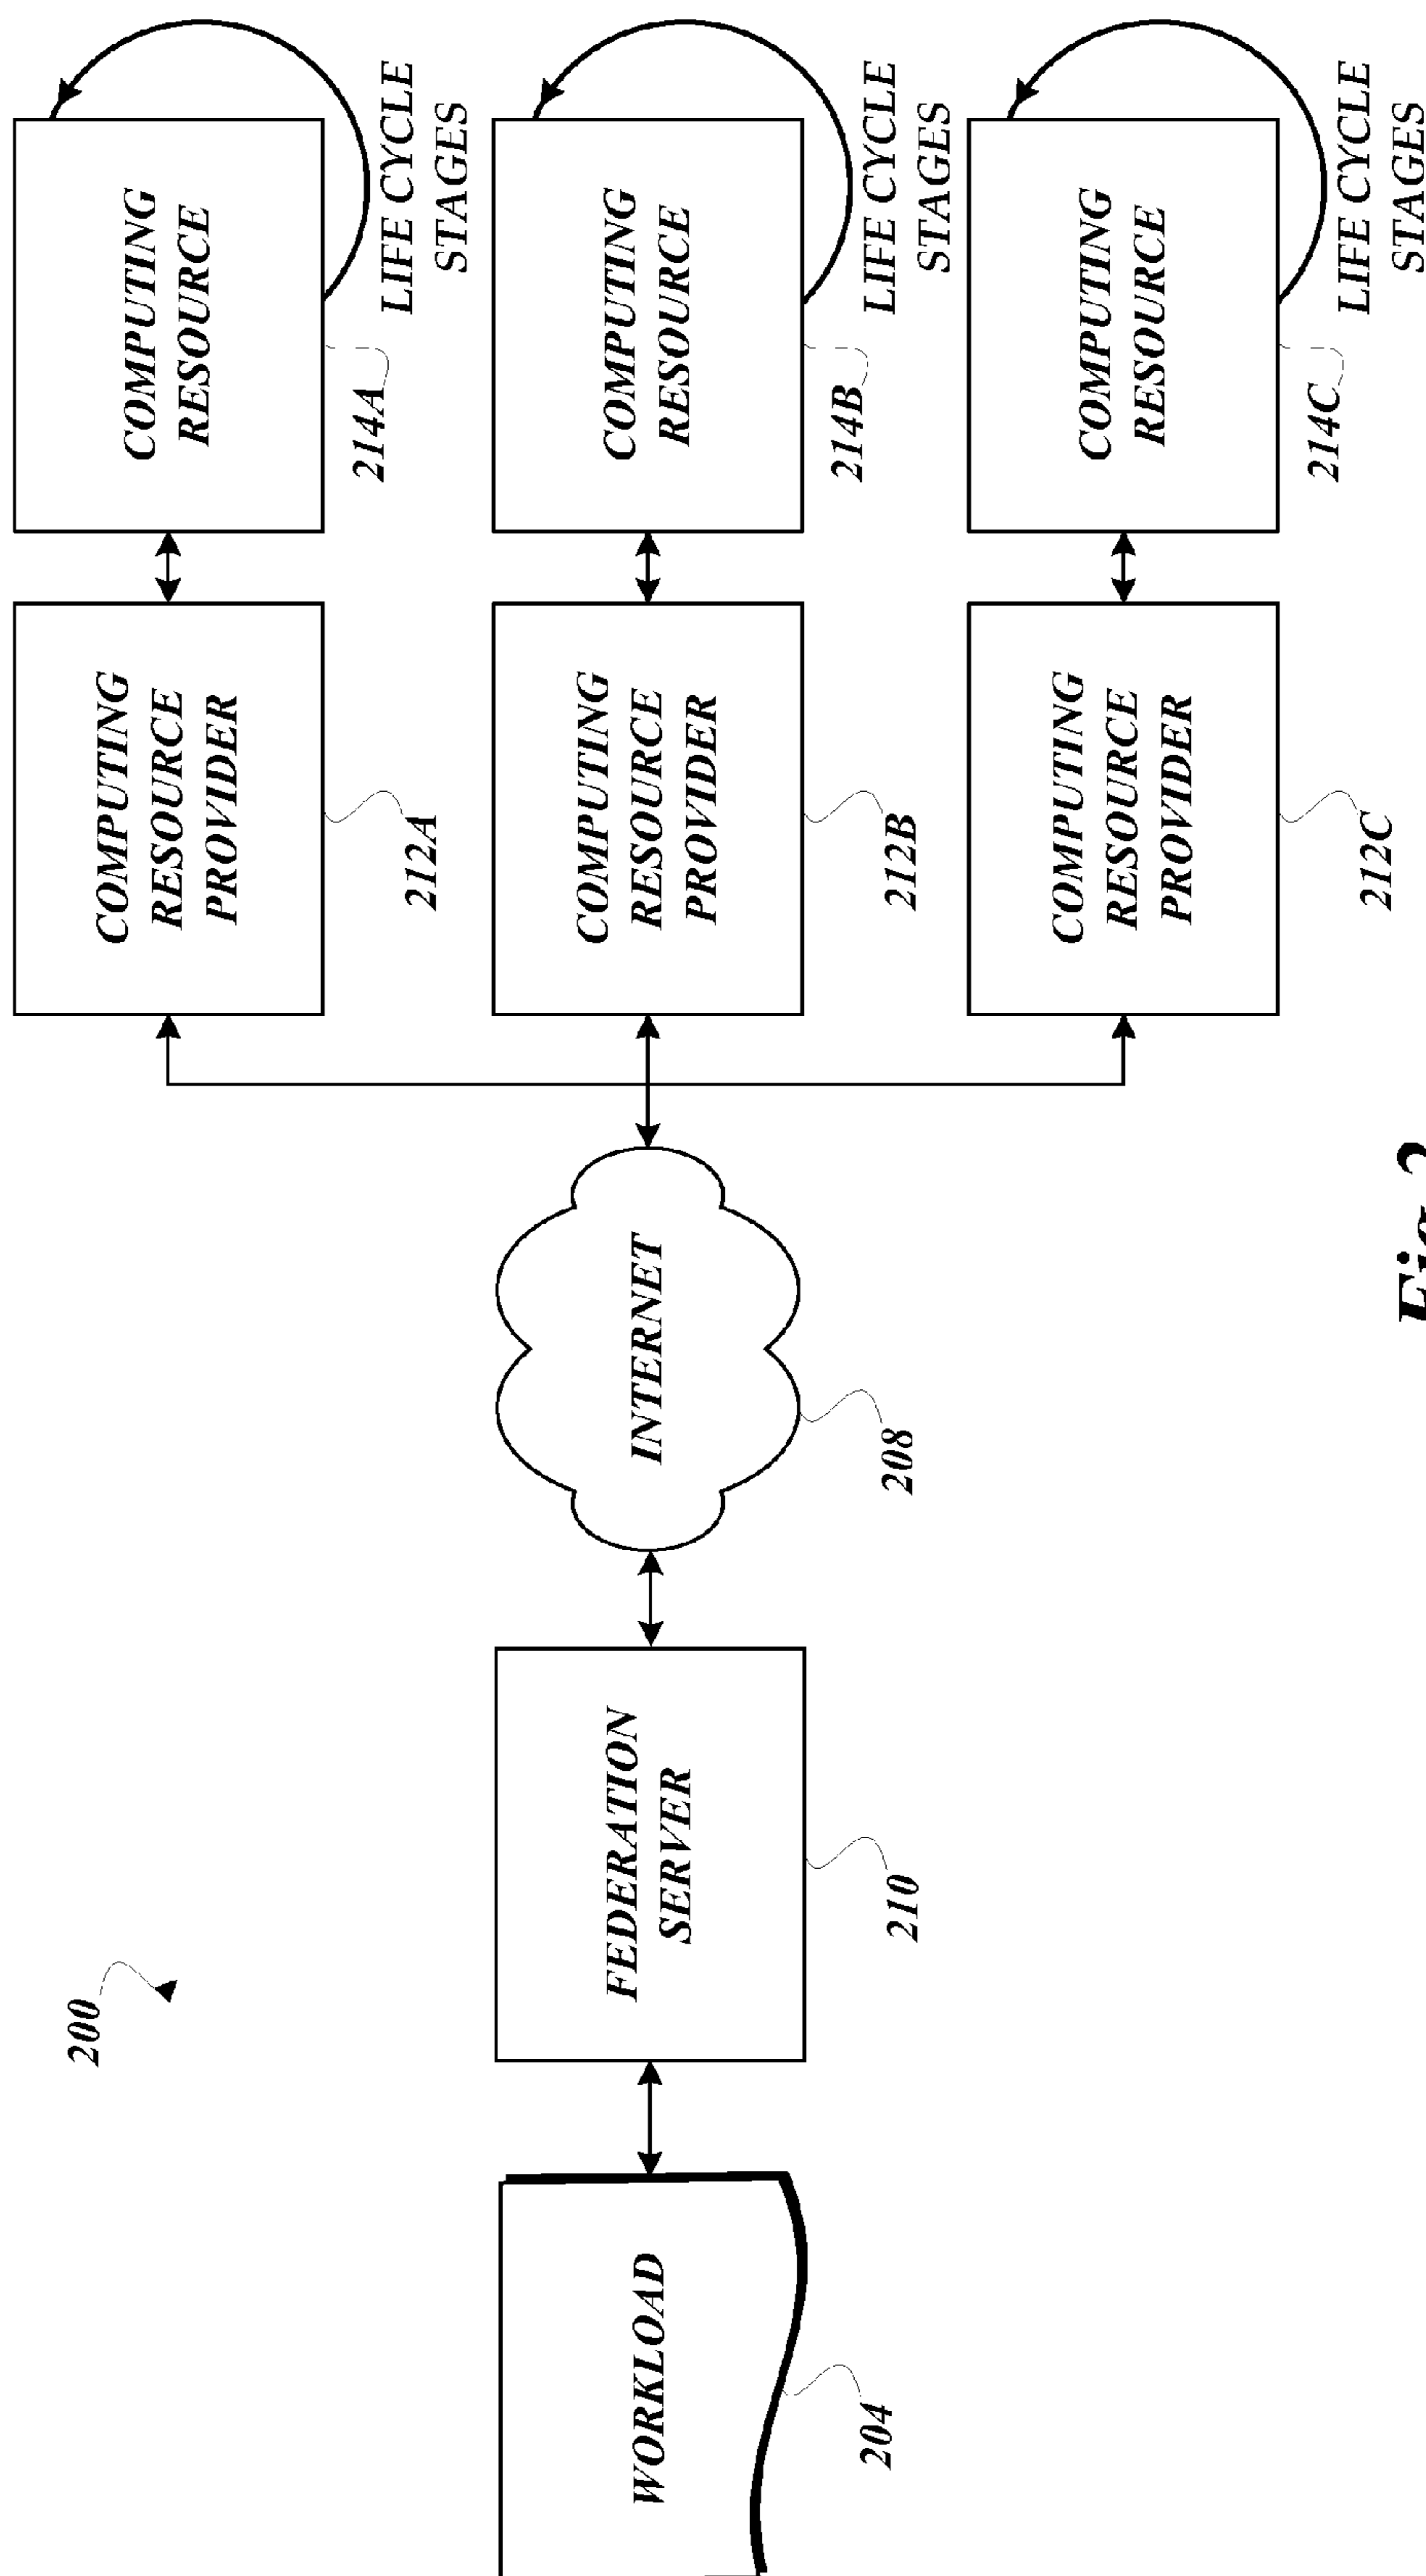 200
WORKLOAD
204
FEDERATION
SERVER
210
INTERNET
208
COMPUTING
RESOURCE
PROVIDER
212A
COMPUTING
RESOURCE
214A
LIFE CYCLE
STAGES
COMPUTING
RESOURCE
PROVIDER
212B
COMPUTING
RESOURCE
214B
LIFE CYCLE
STAGES
COMPUTING
RESOURCE
PROVIDER
212C
COMPUTING
RESOURCE
214C
LIFE CYCLE
STAGES
Fig.2.